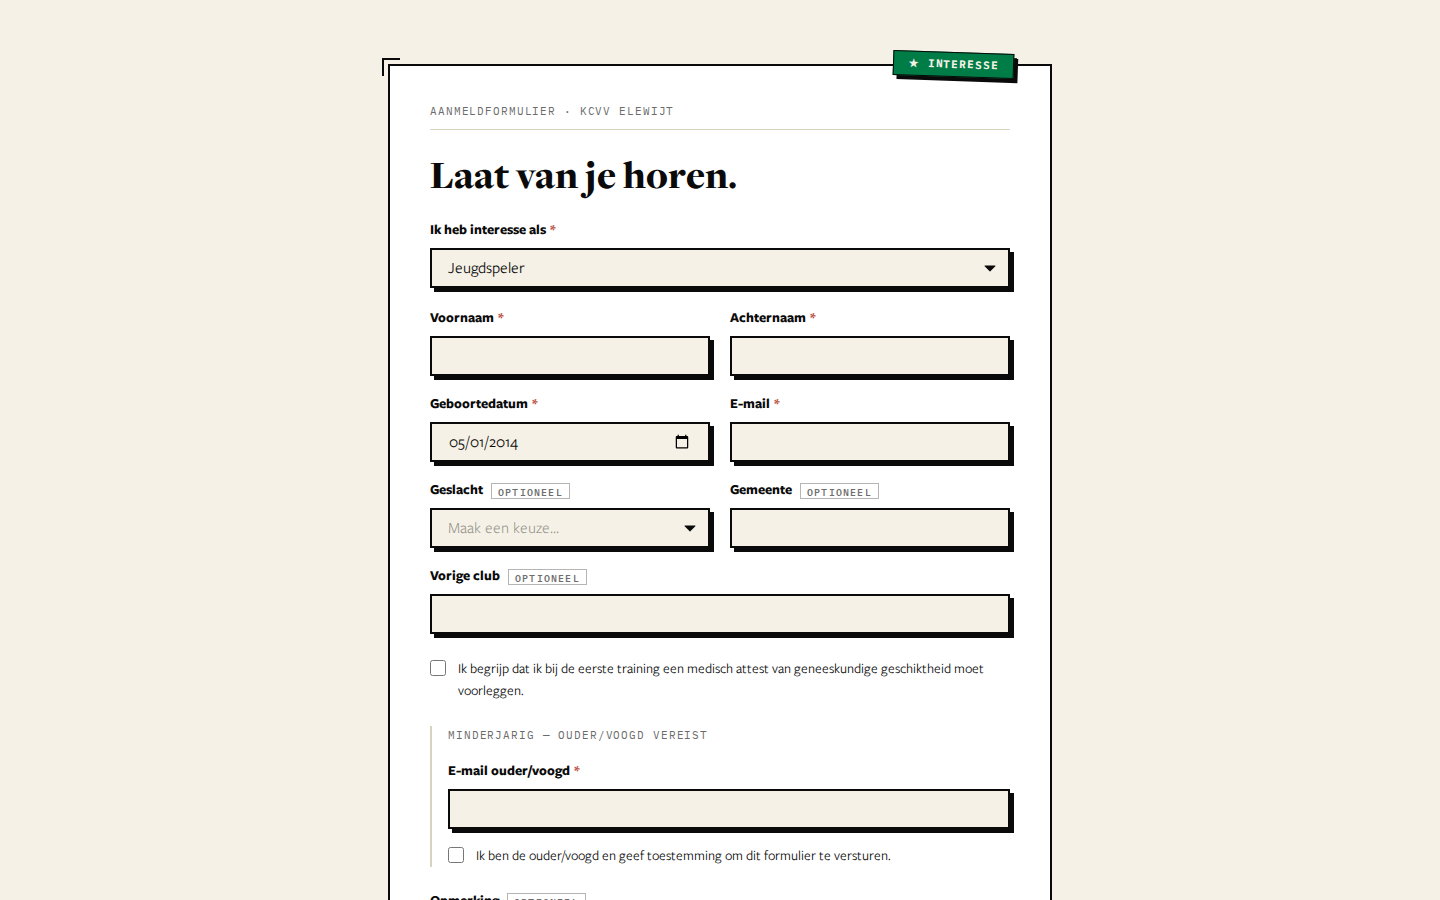 ★ INTERESSE
AANMELDFORMULIER · KCVV ELEWIJT
Laat van je horen.
Ik heb interesse als *
Jeugdspeler
Voornaam * Achternaam *
Geboortedatum * E-mail *
05/01/2014
Geslacht OPTIONEEL Gemeente OPTIONEEL
Maak een keuze...
Vorige club OPTIONEEL
Ik begrijp dat ik bij de eerste training een medisch attest van geneeskundige geschiktheid moet
voorleggen.
MINDERJARIG — OUDER/VOOGD VEREIST
E-mail ouder/voogd *
Ik ben de ouder/voogd en geef toestemming om dit formulier te versturen.
Opmerking OPTIONEEL